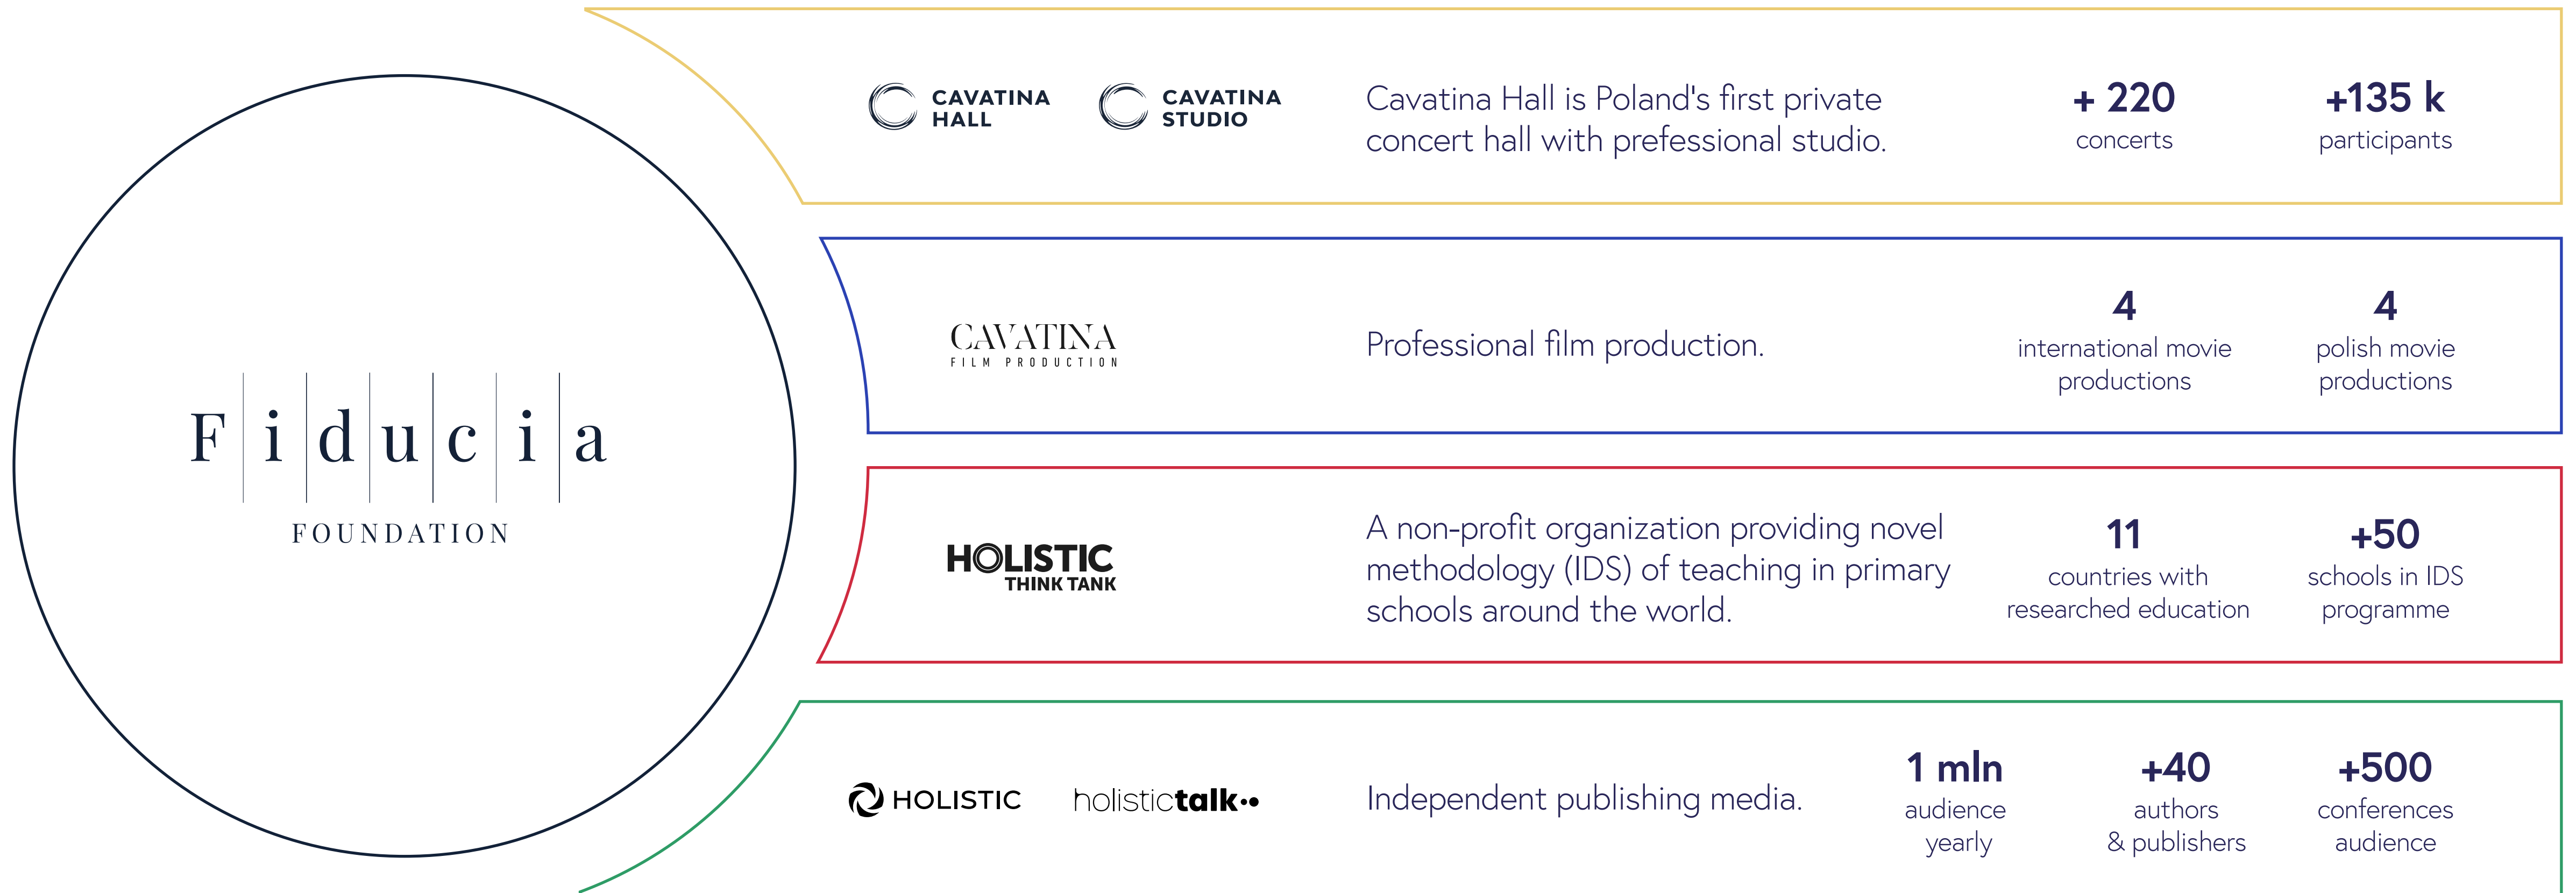 Fiducia
FOUNDATION
CAVATINA
HALL
CAVATINA
STUDIO
Cavatina Hall is Poland's first private
concert hall with prefessional studio.
+ 220
concerts
+135 k
participants
CAVATINA
FILM PRODUCTION
Professional film production.
4
international movie
productions
4
polish movie
productions
HOLISTIC
THINK TANK
A non-profit organization providing novel
methodology (IDS) of teaching in primary
schools around the world.
11
countries with
researched education
+50
schools in IDS
programme
HOLISTIC
holistictalk
Independent publishing media.
1 mln
audience
yearly
+40
authors
& publishers
+500
conferences
audience